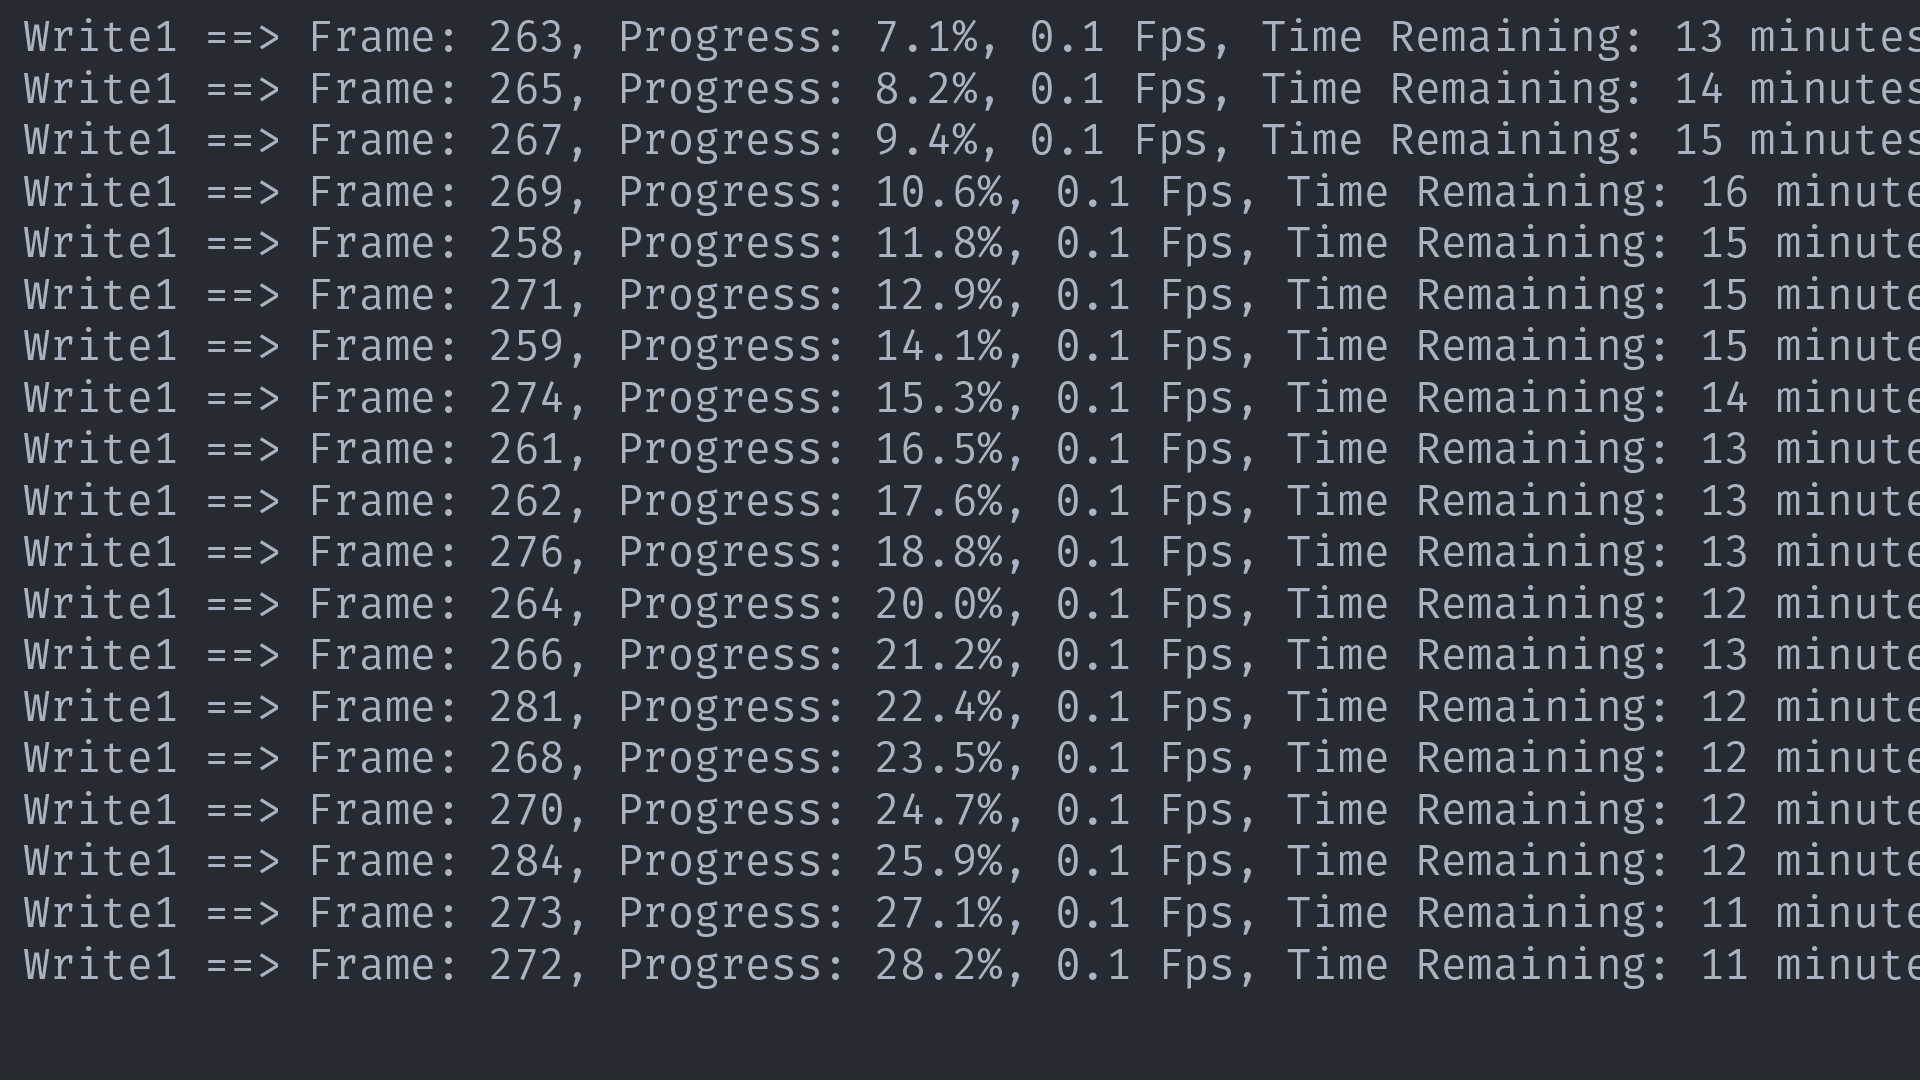 Write1 ==> Frame: 263, Progress: 7.1%, 0.1 Fps, Time Remaining: 13 minutes
Write1 ==> Frame: 265, Progress: 8.2%, 0.1 Fps, Time Remaining: 14 minutes
Write1 ==> Frame: 267, Progress: 9.4%, 0.1 Fps, Time Remaining: 15 minutes
Write1 ==> Frame: 269, Progress: 10.6%, 0.1 Fps, Time Remaining: 16 minute
Write1 ==> Frame: 258, Progress: 11.8%, 0.1 Fps, Time Remaining: 15 minute
Write1 ==> Frame: 271, Progress: 12.9%, 0.1 Fps, Time Remaining: 15 minute
Write1 ==> Frame: 259, Progress: 14.1%, 0.1 Fps, Time Remaining: 15 minute
Write1 ==> Frame: 274, Progress: 15.3%, 0.1 Fps, Time Remaining: 14 minute
Write1 ==> Frame: 261, Progress: 16.5%, 0.1 Fps, Time Remaining: 13 minute
Write1 ==> Frame: 262, Progress: 17.6%, 0.1 Fps, Time Remaining: 13 minute
Write1 ==> Frame: 276, Progress: 18.8%, 0.1 Fps, Time Remaining: 13 minute
Write1 ==> Frame: 264, Progress: 20.0%, 0.1 Fps, Time Remaining: 12 minute
Write1 ==> Frame: 266, Progress: 21.2%, 0.1 Fps, Time Remaining: 13 minute
Write1 ==> Frame: 281, Progress: 22.4%, 0.1 Fps, Time Remaining: 12 minute
Write1 ==> Frame: 268, Progress: 23.5%, 0.1 Fps, Time Remaining: 12 minute
Write1 ==> Frame: 270, Progress: 24.7%, 0.1 Fps, Time Remaining: 12 minute
Write1 ==> Frame: 284, Progress: 25.9%, 0.1 Fps, Time Remaining: 12 minute
Write1 ==> Frame: 273, Progress: 27.1%, 0.1 Fps, Time Remaining: 11 minute
Write1 ==> Frame: 272, Progress: 28.2%, 0.1 Fps, Time Remaining: 11 minute